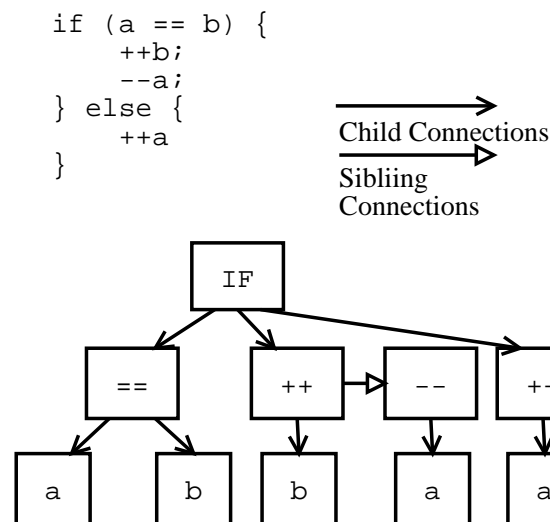 if (a == b) {
++b;
--a;
} else {
++a
}
Child Connections
Sibliing
Connections
IF
== ++ --
a b b a a